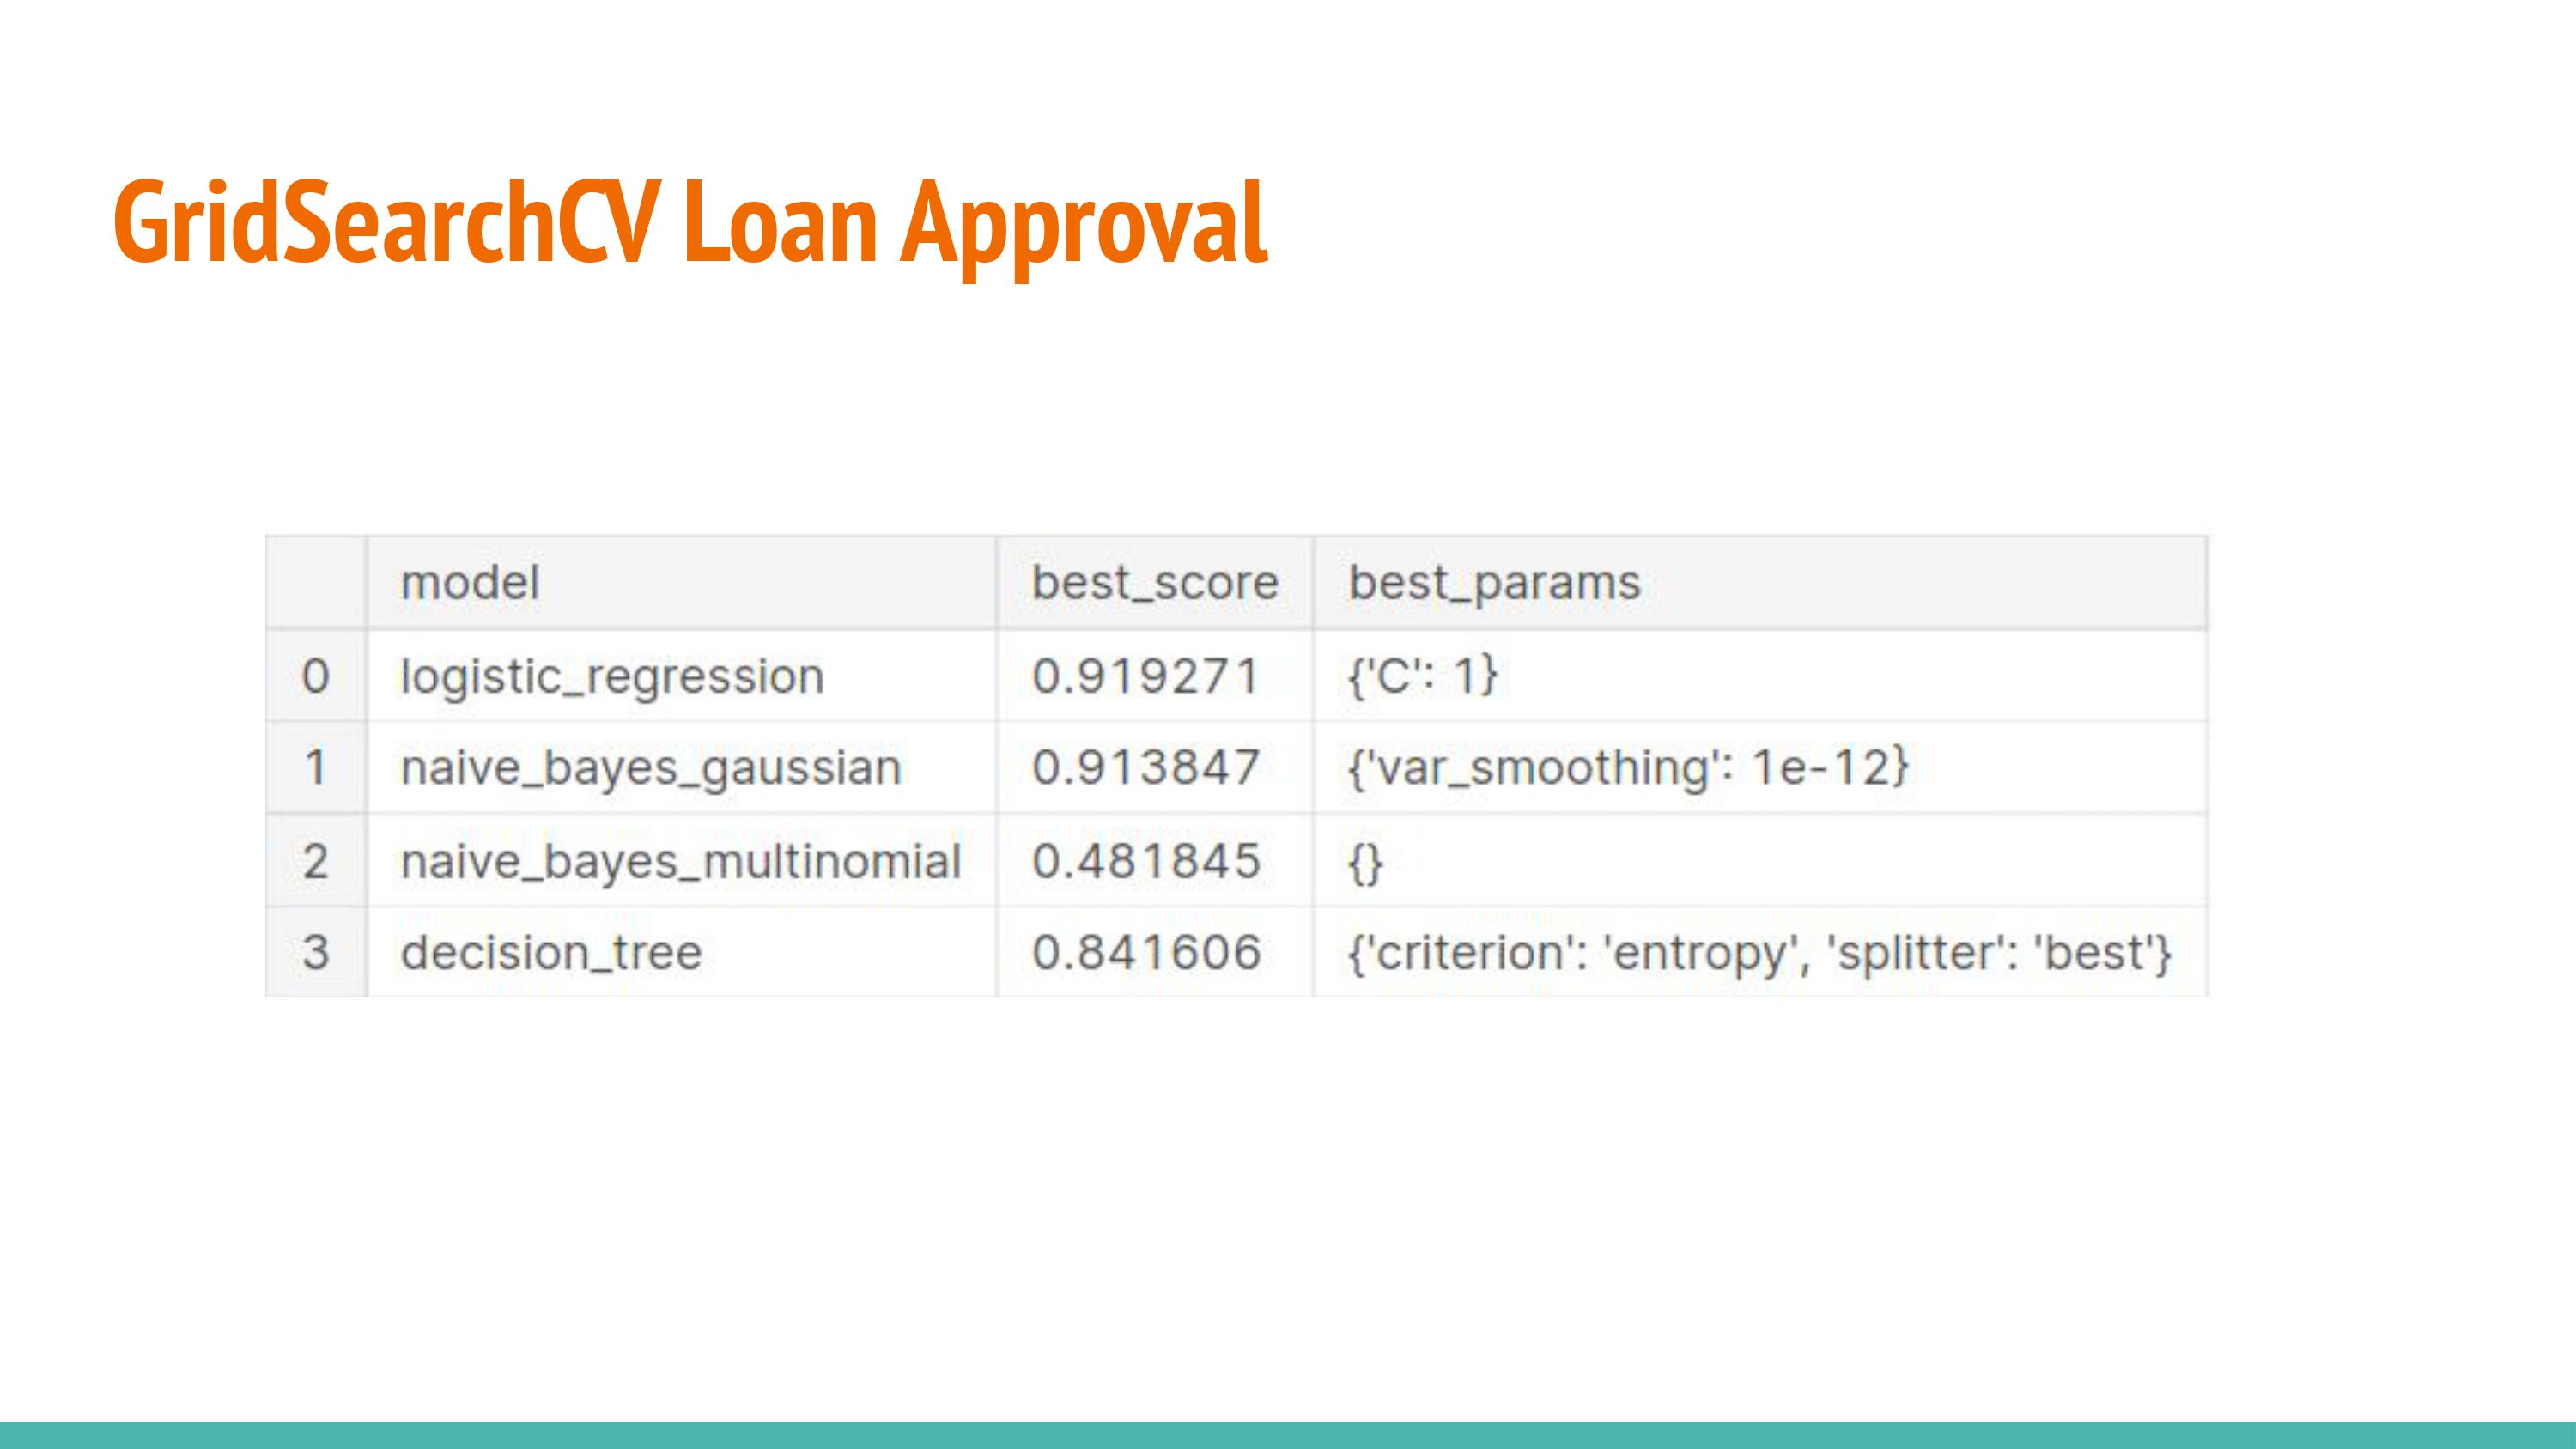 GridSearchCV Loan Approval
model best_score best_params
0 logistic_regression 0.919271 {'C': 1}
1 naive_bayes_gaussian 0.913847 {'var_smoothing': 1e-12}
2 naive_bayes_multinomial 0.481845 {}
3 decision_tree 0.841606 {'criterion': 'entropy', 'splitter': 'best'}